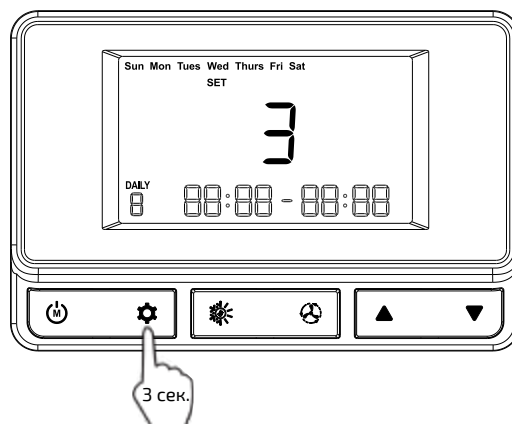 Sun Mon Tues Wed Thurs Fri Sat
SET
3
DAILY
8 88:88 - 88:88
M
3 сек.